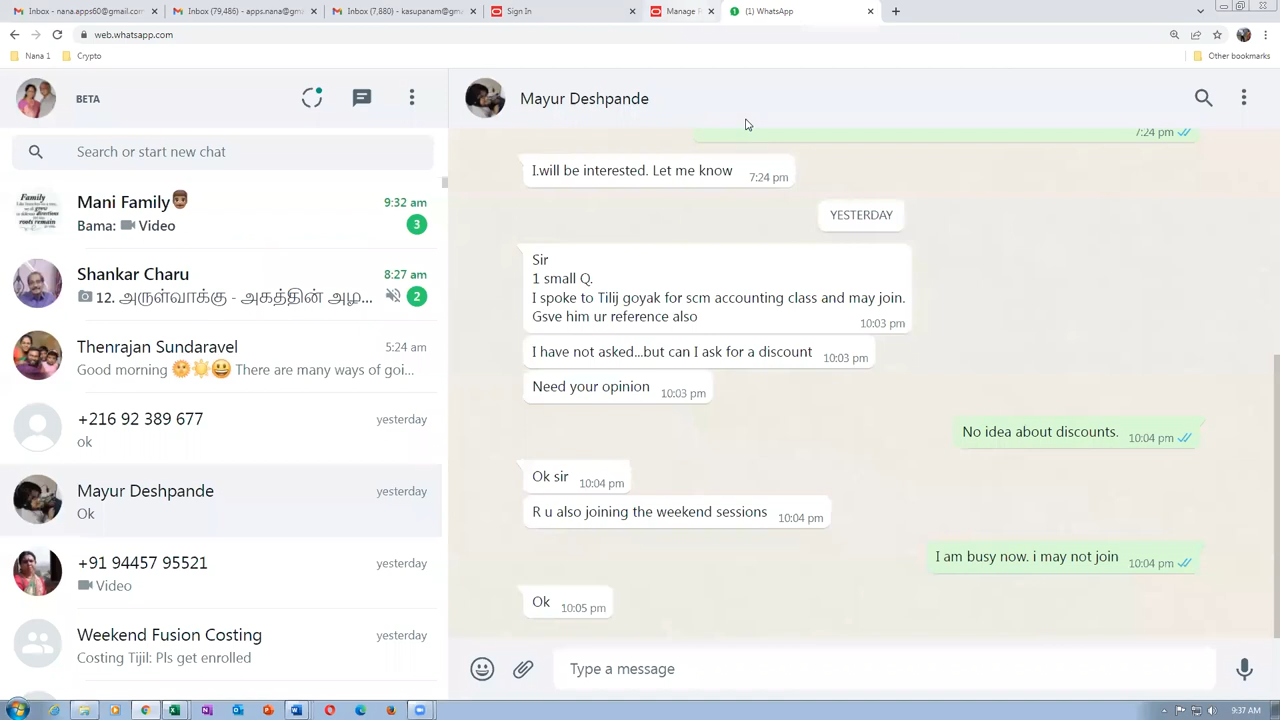 Inbox - nana.apps60@gmail.com
Inbox (79,486) - apps.nana@gm
Inbox (7,880) - kasupanam@gm
Sign In
Manage R
(1) WhatsApp
web.whatsapp.com
Nana 1
Crypto
Other bookmarks
BETA
Mayur Deshpande
Search or start new chat
Mani Family
9:32 am
Bama: Video
3
Shankar Charu
8:27 am
12. அருள்வாக்கு - அகத்தின் அழ...
2
Thenrajan Sundaravel
5:24 am
Good morning There are many ways of goi...
+216 92 389 677
yesterday
ok
Mayur Deshpande
yesterday
Ok
+91 94457 95521
yesterday
Video
Weekend Fusion Costing
yesterday
Costing Tijil: Pls get enrolled
7:24 pm
I.will be interested. Let me know
7:24 pm
YESTERDAY
Sir
1 small Q.
I spoke to Tilij goyak for scm accounting class and may join.
Gsve him ur reference also
10:03 pm
I have not asked...but can I ask for a discount
10:03 pm
Need your opinion
10:03 pm
No idea about discounts.
10:04 pm
Ok sir
10:04 pm
R u also joining the weekend sessions
10:04 pm
I am busy now. i may not join
10:04 pm
Ok
10:05 pm
Type a message
9:37 AM